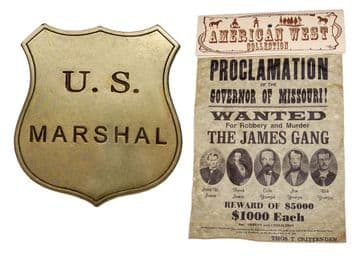 U. S.
MARSHAL
AMERICAN WEST
COLLECTION
PROCLAMATION
OF THE
GOVERNOR OF MISSOURI!
WANTED
For Robbery and Murder
THE JAMES GANG
James
REWARD OF $5000
$1000 Each
THOS. T. CRITTENDEN